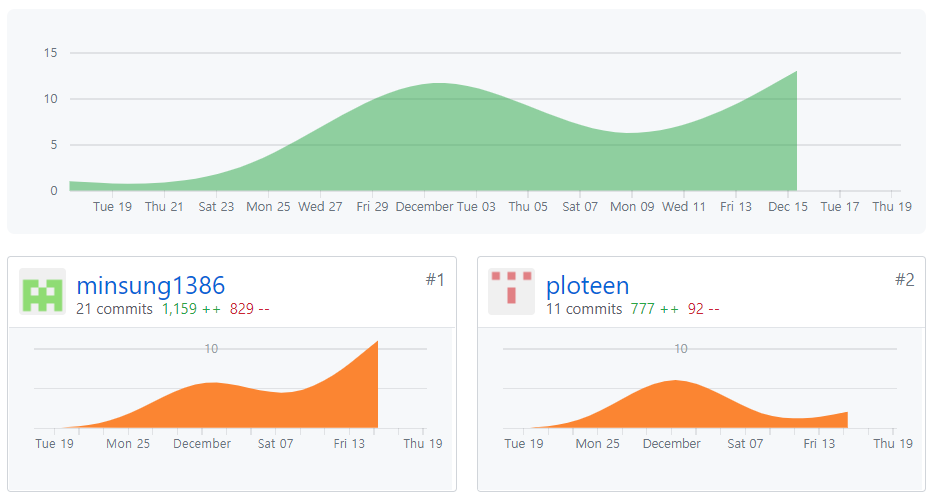 15
10
5
0
Tue 19 Thu 21 Sat 23 Mon 25 Wed 27 Fri 29 December Tue 03 Thu 05 Sat 07 Mon 09 Wed 11 Fri 13 Dec 15 Tue 17 Thu 19
minsung1386 #1
21 commits 1,159 ++ 829 --
10
Tue 19 Mon 25 December Sat 07 Fri 13 Thu 19
ploteen #2
11 commits 777 ++ 92 --
10
Tue 19 Mon 25 December Sat 07 Fri 13 Thu 19